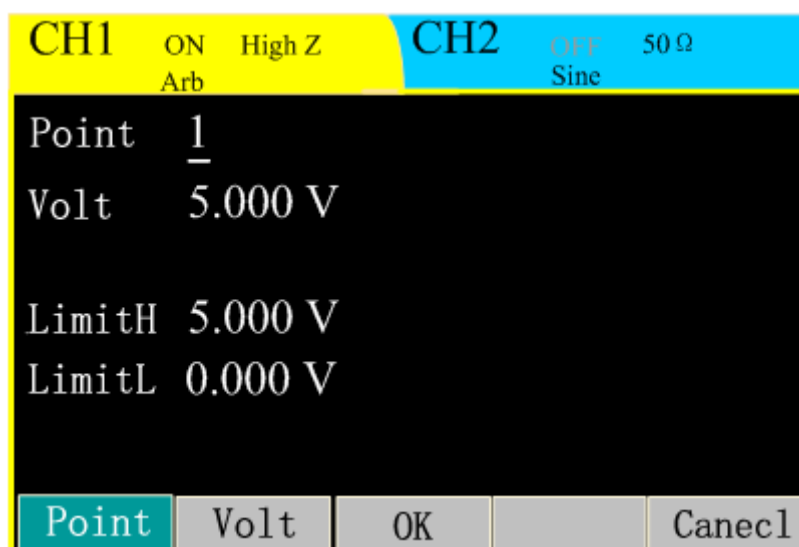 CH1 ON High Z CH2 OFF 50 Ω
Arb Sine
Point 1
Volt 5.000 V
LimitH 5.000 V
LimitL 0.000 V
Point Volt OK Canecl